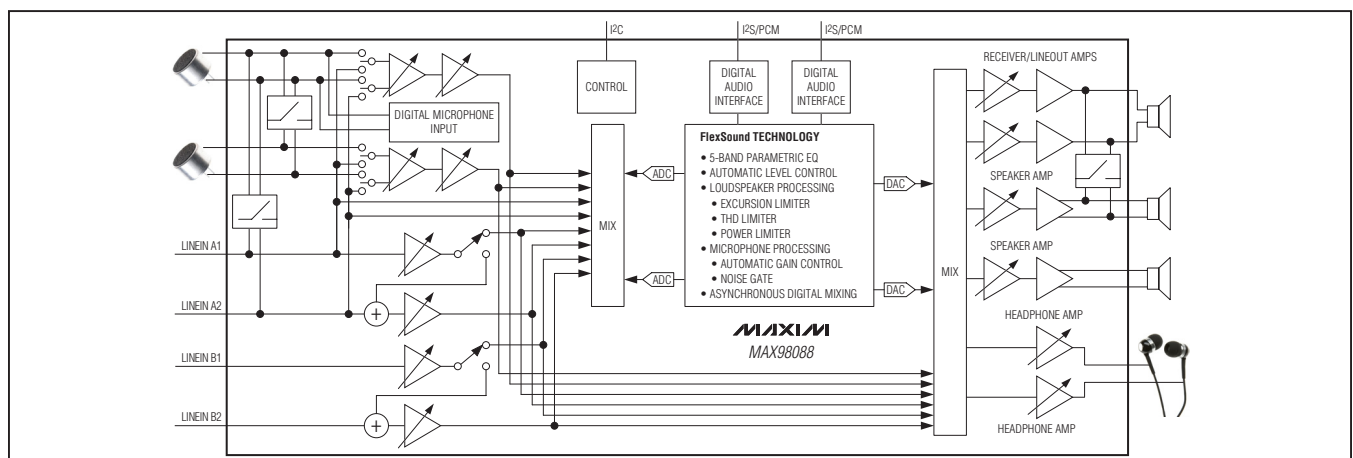 I2C
I2S/PCM
I2S/PCM
RECEIVER/LINEOUT AMPS
CONTROL
DIGITAL
AUDIO
INTERFACE
DIGITAL
AUDIO
INTERFACE
DIGITAL MICROPHONE
INPUT
FlexSound TECHNOLOGY
• 5-BAND PARAMETRIC EQ
• AUTOMATIC LEVEL CONTROL
• LOUDSPEAKER PROCESSING
• EXCURSION LIMITER
• THD LIMITER
• POWER LIMITER
• MICROPHONE PROCESSING
• AUTOMATIC GAIN CONTROL
• NOISE GATE
• ASYNCHRONOUS DIGITAL MIXING
ADC
ADC
DAC
DAC
MIX
MIX
SPEAKER AMP
SPEAKER AMP
LINEIN A1
LINEIN A2
+
LINEIN B1
LINEIN B2
+
MAXIM
MAX98088
HEADPHONE AMP
HEADPHONE AMP